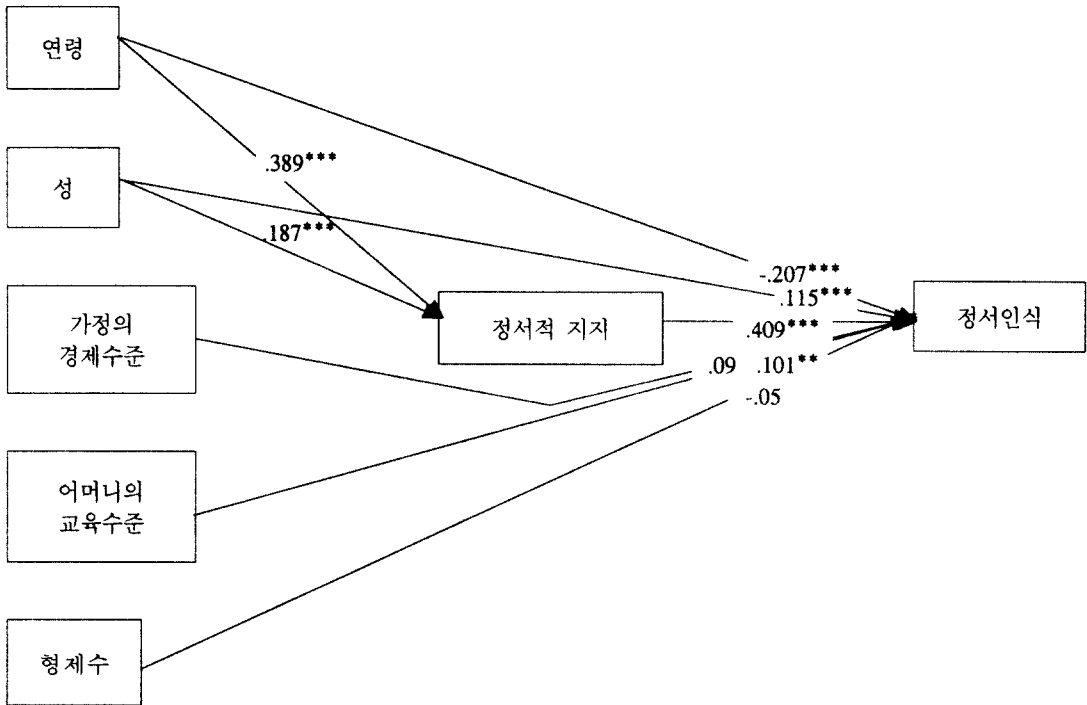 연령
성
.389***
.187***
-.207***
.115***
가정의
경제수준
정서적 지지
.409***
정서인식
.09
.101**
-.05
어머니의
교육수준
형제수